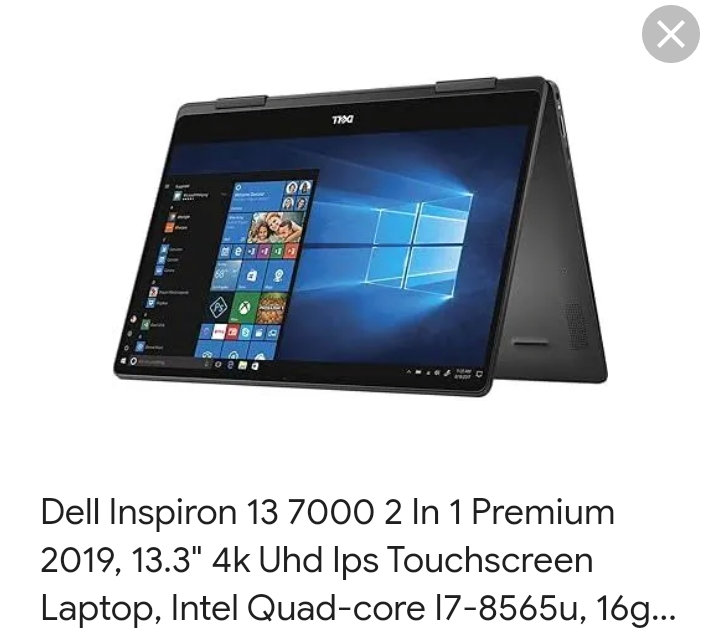 DELL
Dell Inspiron 13 7000 2 In 1 Premium
2019, 13.3" 4k Uhd Ips Touchscreen
Laptop, Intel Quad-core I7-8565u, 16g...